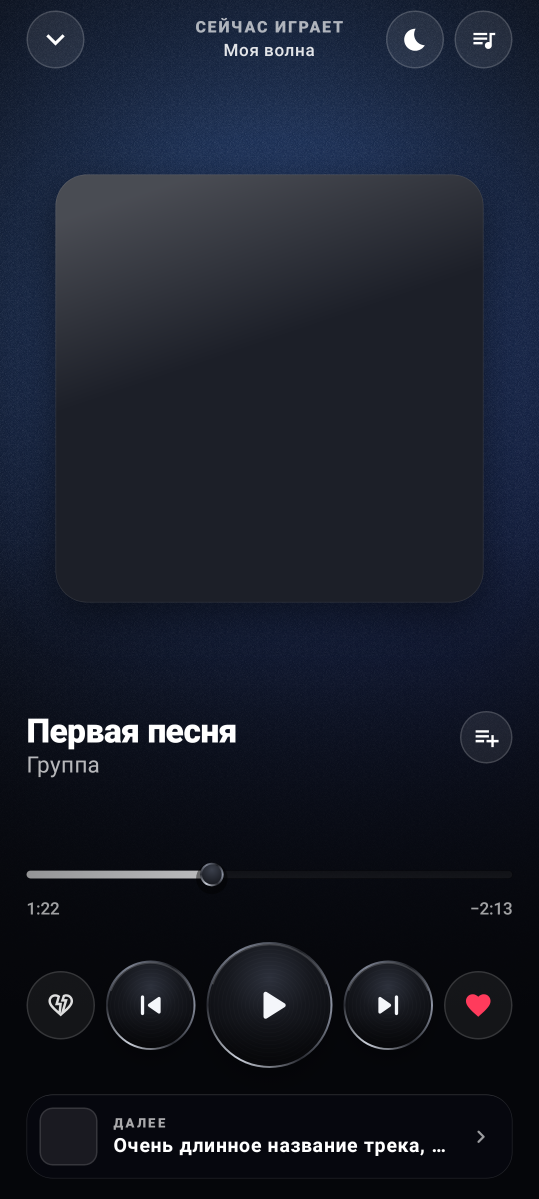 СЕЙЧАС ИГРАЕТ
Моя волна
Первая песня
Группа
1:22
−2:13
ДАЛЕЕ
Очень длинное название трека, ...